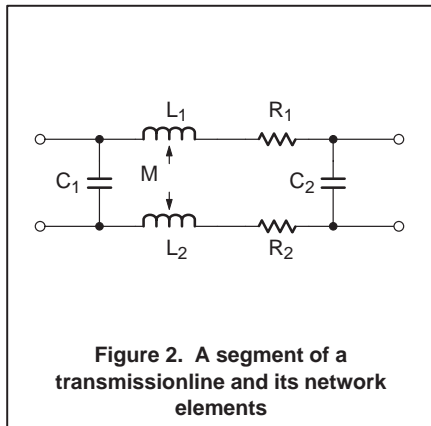 L1 R1
C1 M C2
L2 R2
Figure 2. A segment of a
transmissionline and its network
elements